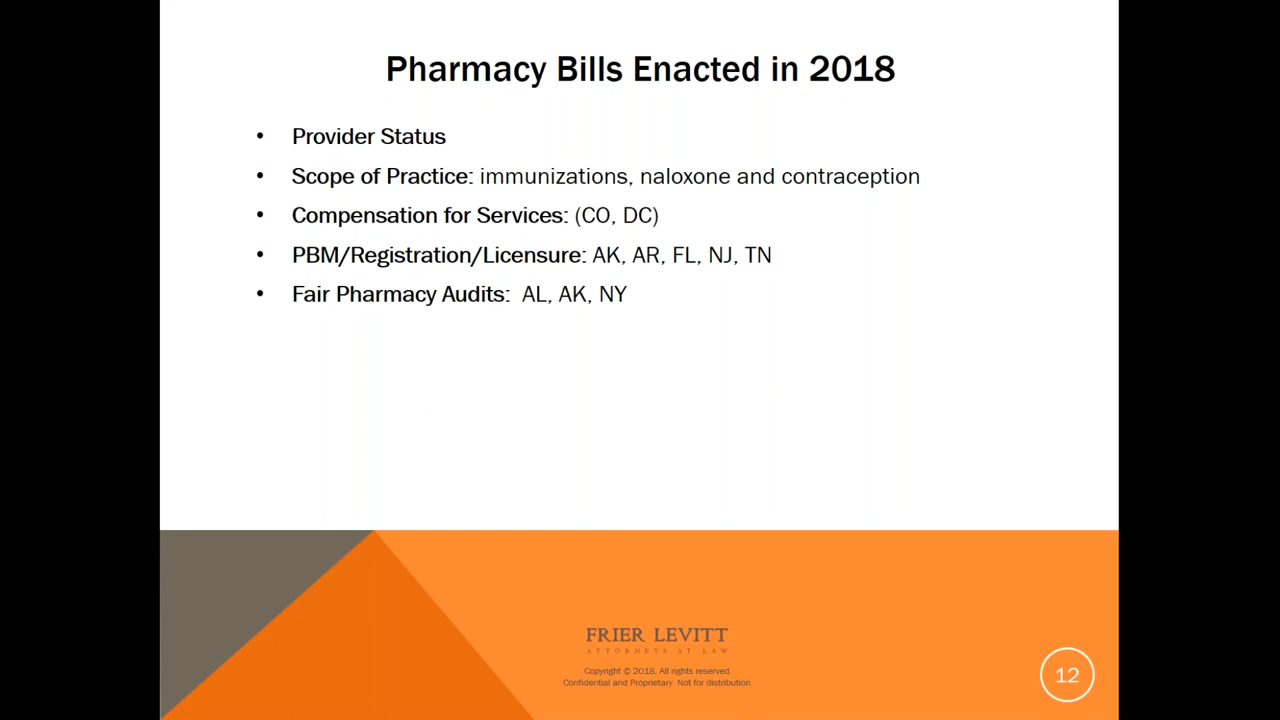 Pharmacy Bills Enacted in 2018
• Provider Status
• Scope of Practice: immunizations, naloxone and contraception
• Compensation for Services: (CO, DC)
• PBM/Registration/Licensure: AK, AR, FL, NJ, TN
• Fair Pharmacy Audits: AL, AK, NY
FRIER LEVITT
ATTORNEYS AT LAW
Copyright © 2018. All rights reserved.
Confidential and Proprietary. Not for distribution.
12